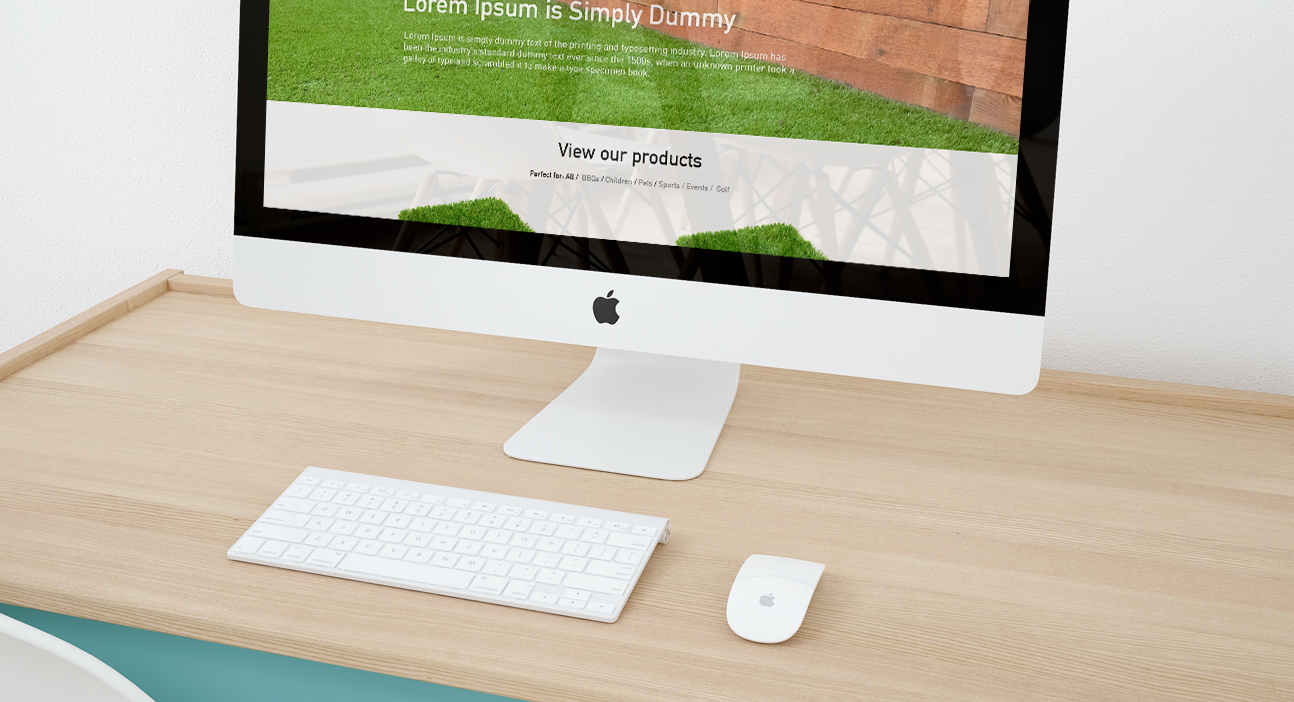 Lorem Ipsum is Simply Dummy
Lorem Ipsum is simply dummy text of the printing and typesetting industry. Lorem Ipsum has
been the industry's standard dummy text ever since the 1500s, when an unknown printer took a
galley of type and scrambled it to make a type specimen book.
View our products
Perfect for: All / BBQs / Children / Pets / Sports / Events / Golf